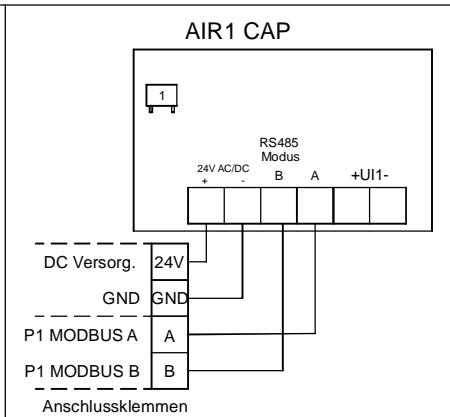 AIR1 CAP
1
RS485
Modus
24V AC/DC
+ - B A +UI1-
DC Versorg. 24V
GND GND
P1 MODBUS A A
P1 MODBUS B B
Anschlussklemmen